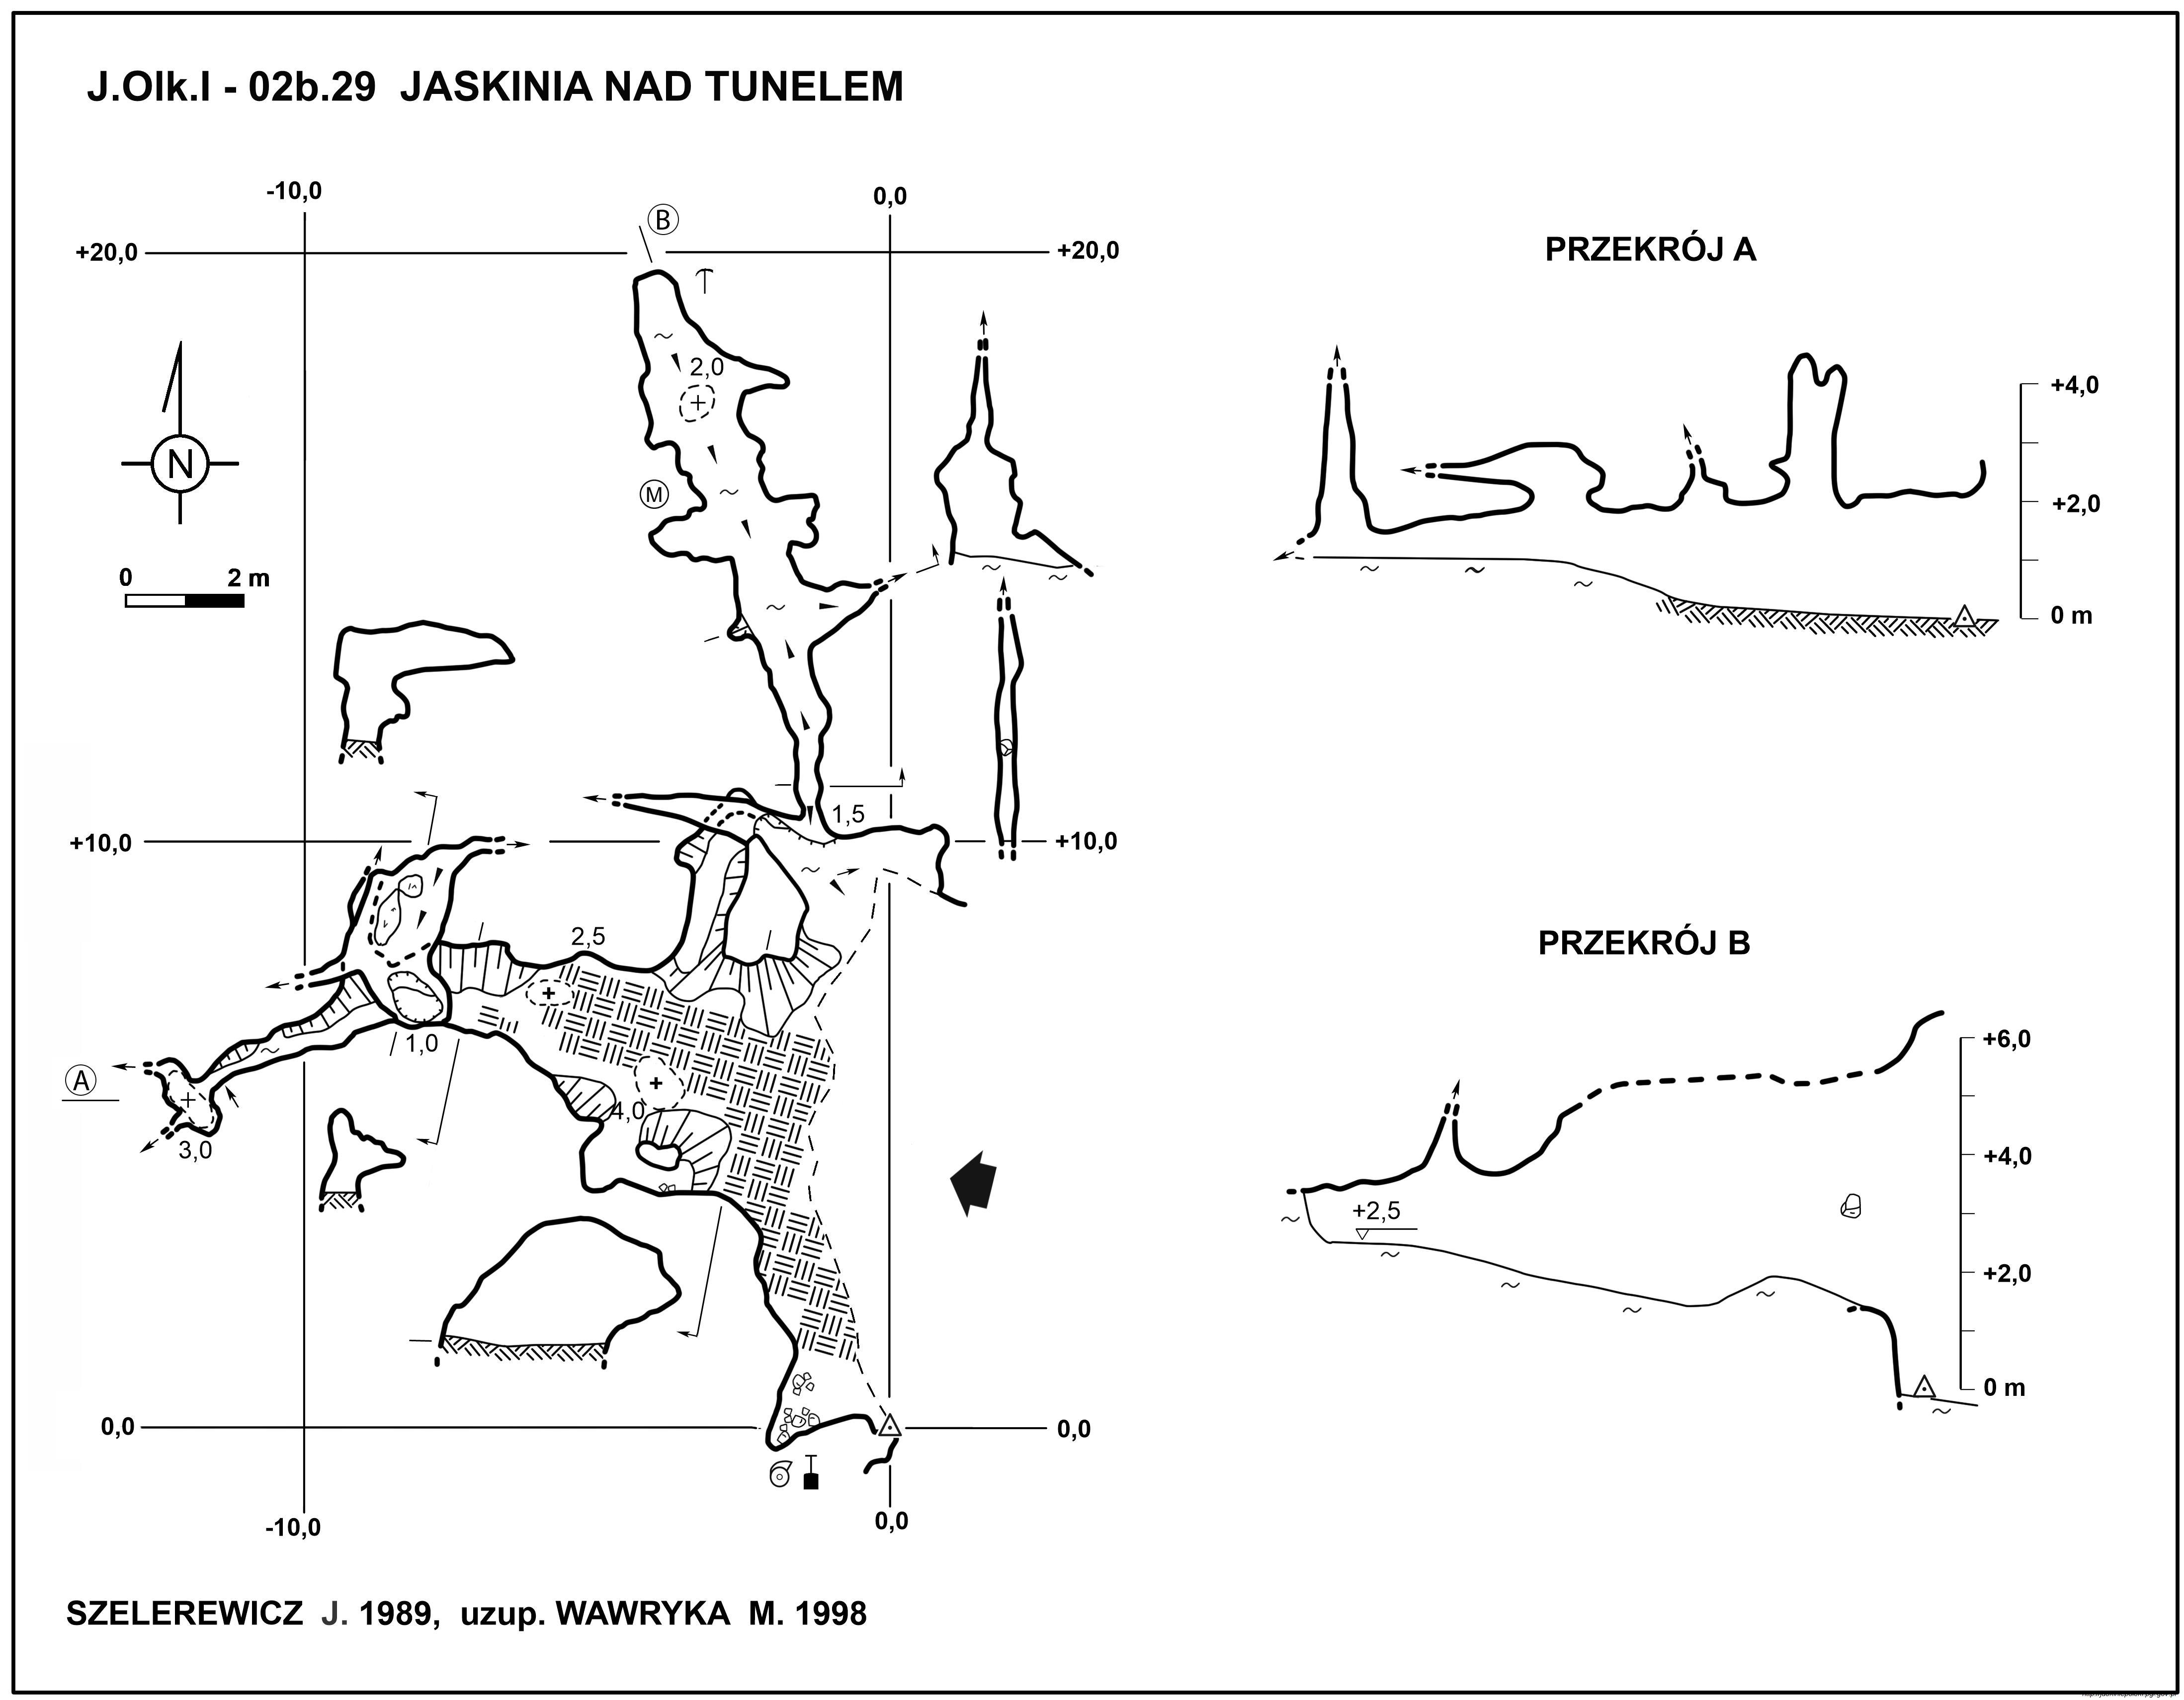 J.Olk.I - 02b.29 JASKINIA NAD TUNELEM
-10,0
0,0
B
+20,0
+20,0
PRZEKRÓJ A
2,0
+4,0
N
M
+2,0
0 2 m
0 m
1,5
+10,0
+10,0
2,5
PRZEKRÓJ B
1,0
+6,0
A
4,0
3,0
+4,0
+2,5
+2,0
0 m
0,0
0,0
-10,0
0,0
SZELEREWICZ J. 1989, uzup. WAWRYKA M. 1998